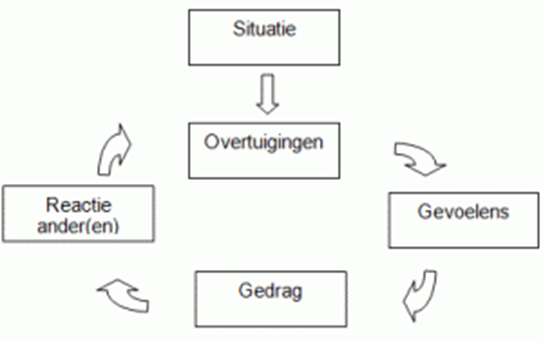 Situatie
Overtuigingen
Reactie
ander(en)
Gevoelens
Gedrag